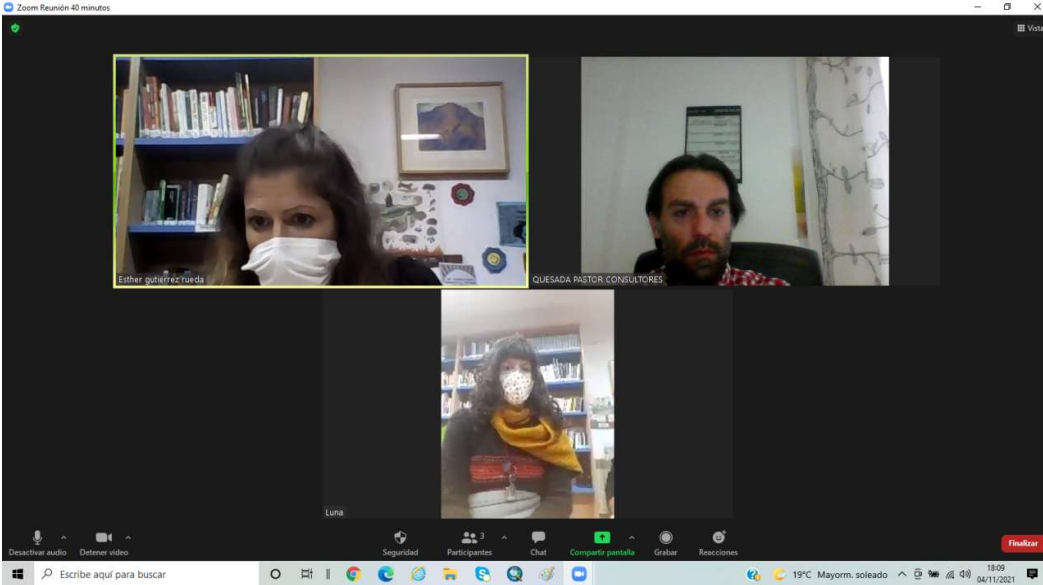 Zoom Reunión 40 minutos
Vista
Esther gutierrez rueda
QUESADA PASTOR CONSULTORES
Luna
Desactivar audio
Detener video
Seguridad
Participantes
3
Chat
Compartir pantalla
Grabar
Reacciones
Finalizar
Escribe aquí para buscar
19°C Mayorm. soleado
18:09
04/11/2021